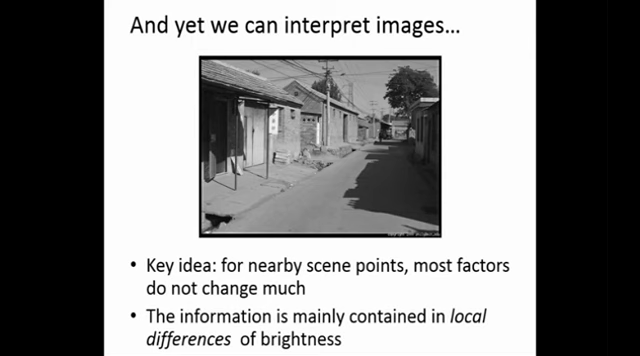 And yet we can interpret images…
• Key idea: for nearby scene points, most factors
do not change much
• The information is mainly contained in local
differences of brightness